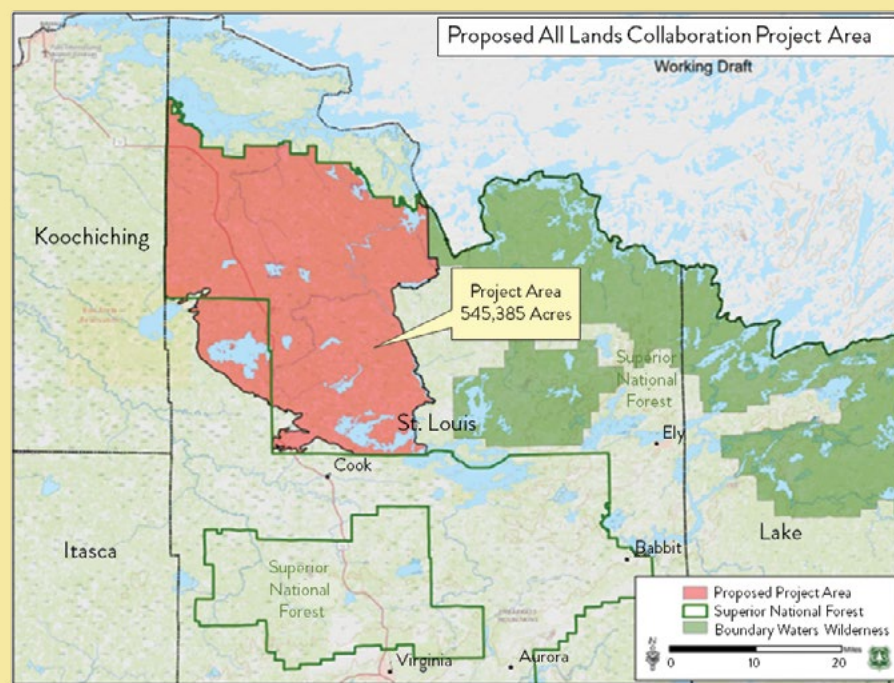 Proposed All Lands Collaboration Project Area
Working Draft
Koochiching
Project Area
545,385 Acres
Superior
National
Forest
St. Louis
Ely
Cook
Itasca
Babbit
Lake
Superior
National
Forest
Virginia
Aurora
Proposed Project Area
Superior National Forest
Boundary Waters Wilderness
Miles
0 10 20